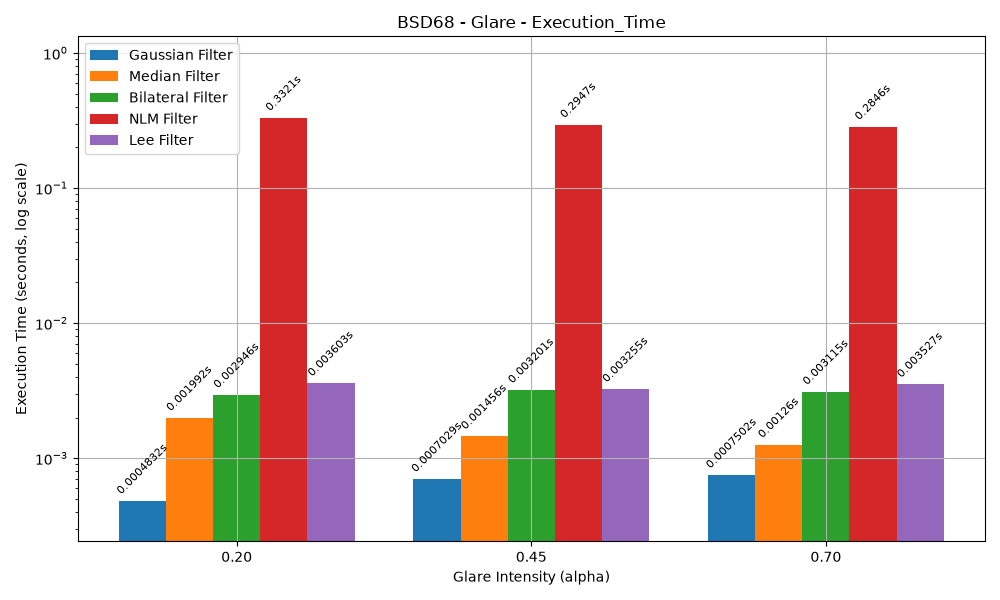 BSD68 - Glare - Execution_Time
Gaussian Filter
Median Filter
Bilateral Filter
NLM Filter
Lee Filter
Execution Time (seconds, log scale)
10⁰
10⁻¹
10⁻²
10⁻³
0.0004832s
0.001992s
0.002946s
0.3321s
0.003603s
0.0007029s
0.001456s
0.003201s
0.2947s
0.003255s
0.0007502s
0.00126s
0.003115s
0.2846s
0.003527s
0.20
0.45
0.70
Glare Intensity (alpha)